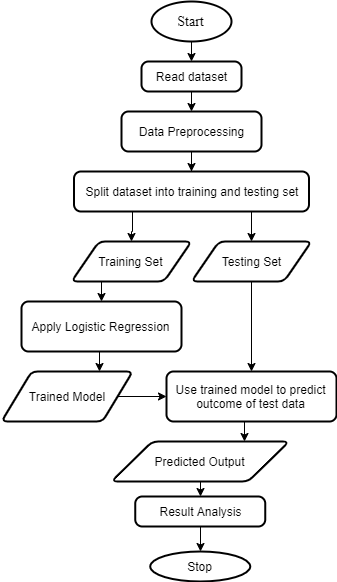 Start
Read dataset
Data Preprocessing
Split dataset into training and testing set
Training Set
Testing Set
Apply Logistic Regression
Trained Model
Use trained model to predict
outcome of test data
Predicted Output
Result Analysis
Stop